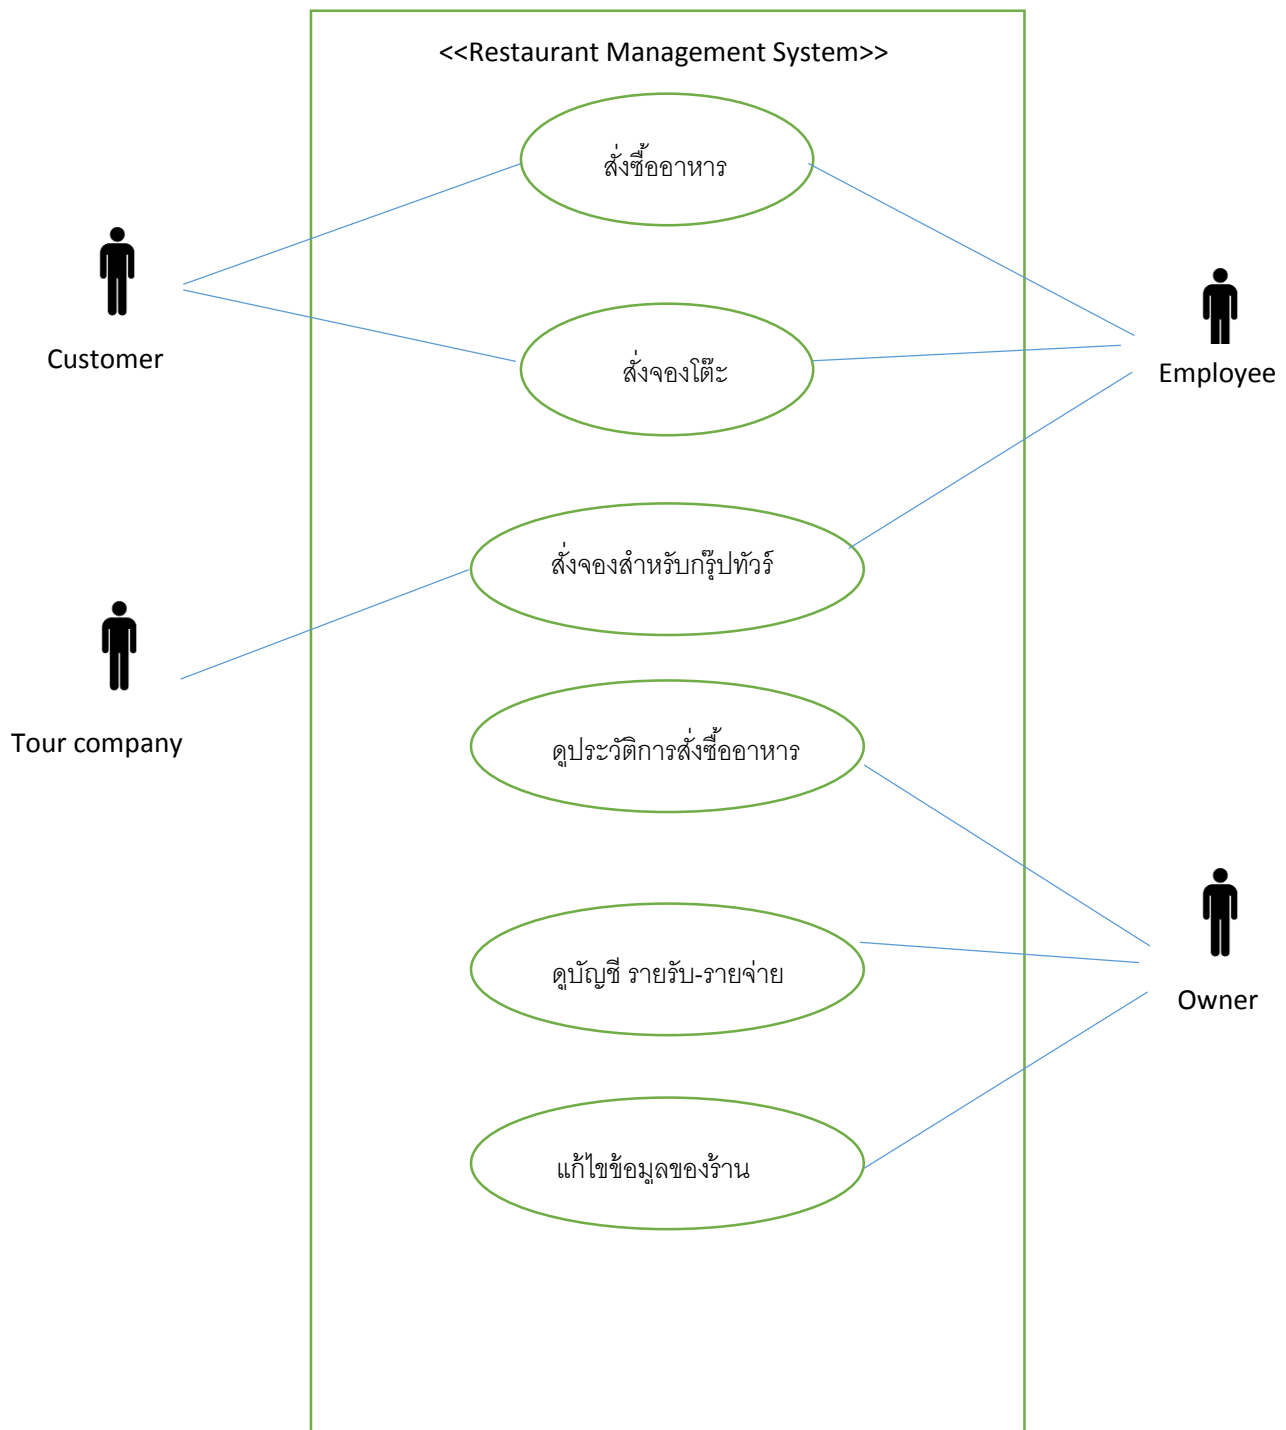 <<Restaurant Management System>>
สั่งซื้ออาหาร
Customer
สั่งจองโต๊ะ
Employee
สั่งจองสำหรับกรุ๊ปทัวร์
Tour company
ดูประวัติการสั่งซื้ออาหาร
ดูบัญชี รายรับ-รายจ่าย
Owner
แก้ไขข้อมูลของร้าน